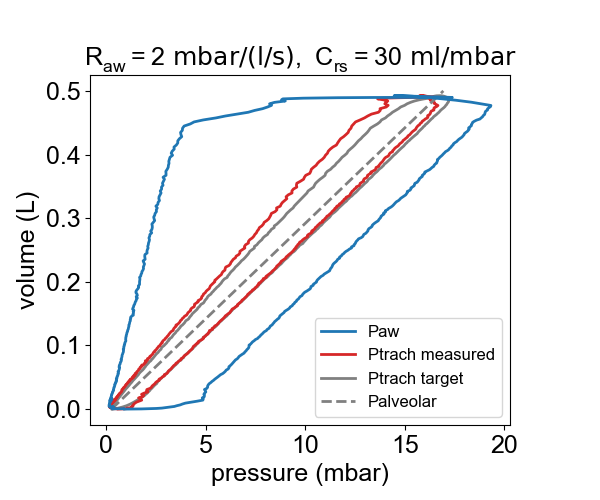 R_aw = 2 mbar/(l/s), C_rs = 30 ml/mbar
0.5
0.4
0.3
0.2
0.1
0.0
volume (L)
Paw
Ptrach measured
Ptrach target
Palveolar
0 5 10 15 20
pressure (mbar)